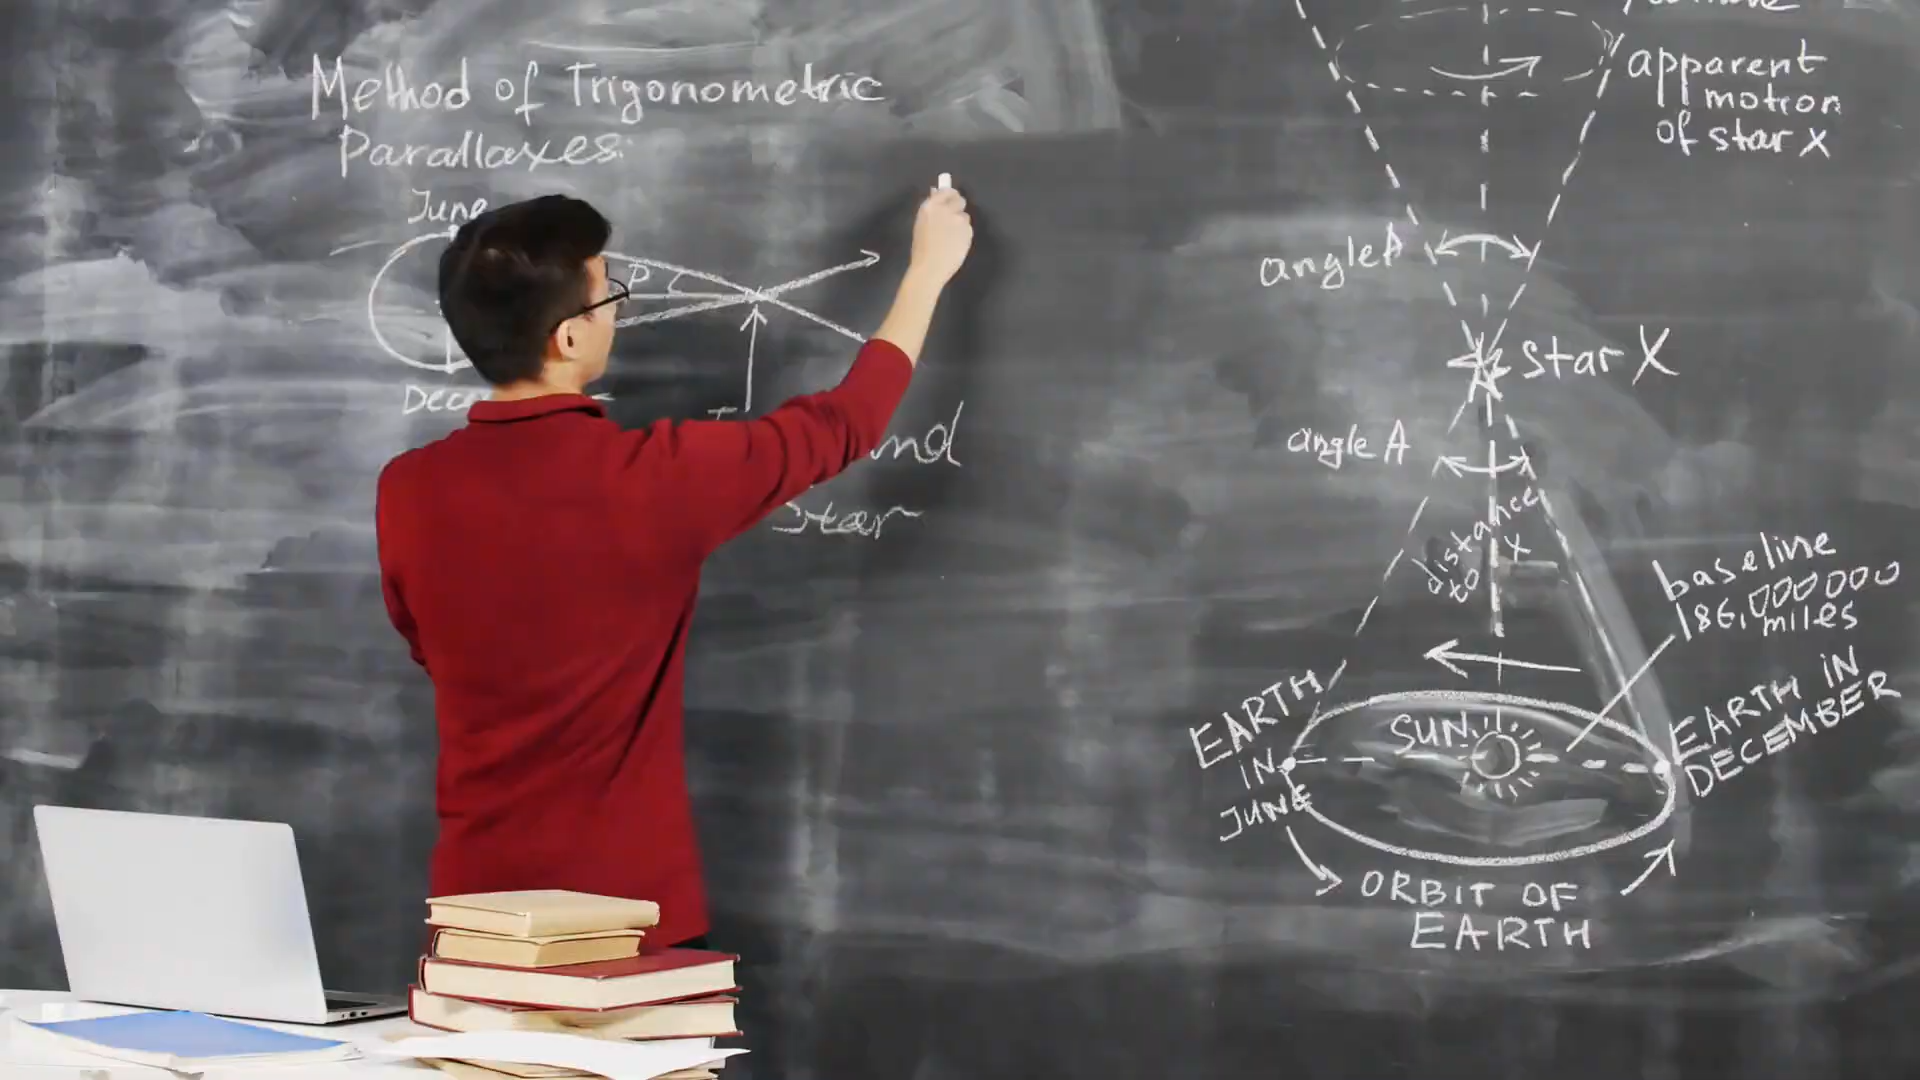 Method of Trigonometric
Parallaxes:
June
P
Star
apparent
motion
of star X
angle A
star X
angle A
distance
to X
baseline
186,000000
miles
EARTH
IN
JUNE
SUN
EARTH IN
DECEMBER
ORBIT OF
EARTH